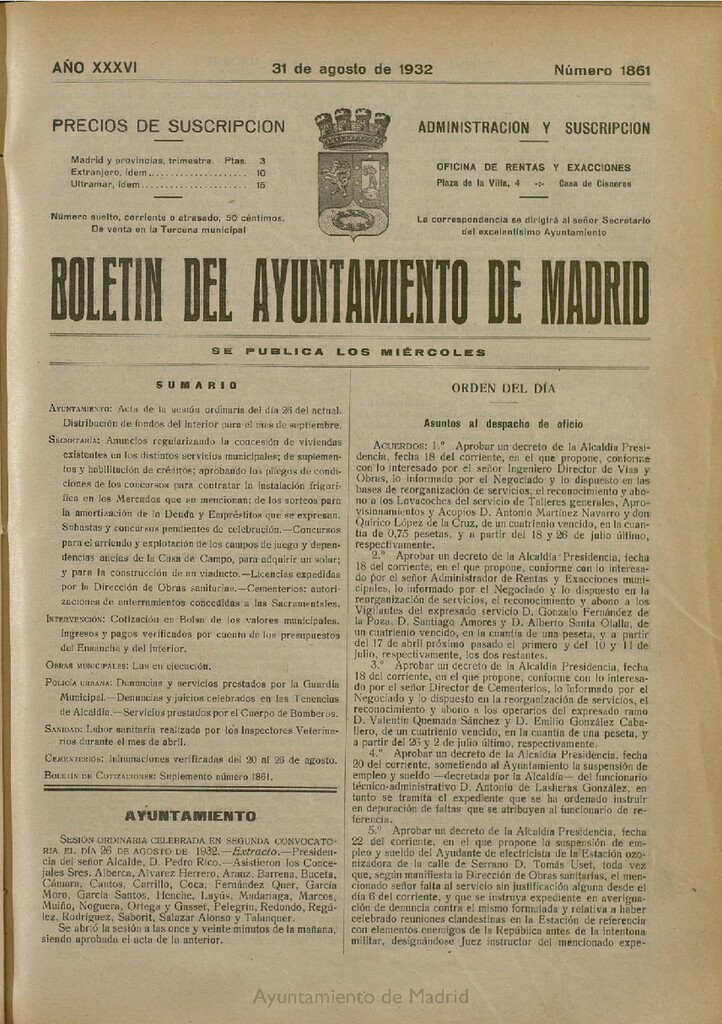 AÑO XXXVI 31 de agosto de 1932 Número 1861
PRECIOS DE SUSCRIPCION
Madrid y provincias, trimestre. Ptas. 3
Extranjero, ídem.................... 10
Ultramar, ídem...................... 15
Número suelto, corriente o atrasado, 50 céntimos.
De venta en la Tercena municipal
ADMINISTRACION Y SUSCRIPCION
OFICINA DE RENTAS Y EXACCIONES
Plaza de la Villa, 4 -:- Casa de Cisneros
La correspondencia se dirigirá al señor Secretario
del excelentísimo Ayuntamiento
BOLETIN DEL AYUNTAMIENTO DE MADRID
SE PUBLICA LOS MIÉRCOLES
SUMARIO
AYUNTAMIENTO: Acta de la sesión ordinaria del día 26 del actual.
Distribución de fondos del Interior para el mes de septiembre.
SECRETARÍA: Anuncios regularizando la concesión de viviendas
existentes en los distintos servicios municipales; de suplemen-
tos y habilitación de créditos; aprobando los pliegos de condi-
ciones de los concursos para contratar la instalación frigorí-
fica en los Mercados que se mencionan; de los sorteos para
la amortización de la Deuda y Empréstitos que se expresan.
Subastas y concursos pendientes de celebración.—Concursos
para el arriendo y explotación de los campos de juego y depen-
dencias anejas de la Casa de Campo, para adquirir un solar;
y para la construcción de un viaducto.—Licencias expedidas
por la Dirección de Obras sanitarias.—Cementerios: autori-
zaciones de enterramientos concedidas a las Sacramentales.
INTERVENCIÓN: Cotización en Bolsa de los valores municipales.
Ingresos y pagos verificados por cuenta de los presupuestos
del Ensanche y del Interior.
OBRAS MUNICIPALES: Las en ejecución.
POLICÍA URBANA: Denuncias y servicios prestados por la Guardia
Municipal.—Denuncias y juicios celebrados en las Tenencias
de Alcaldía.—Servicios prestados por el Cuerpo de Bomberos.
SANIDAD: Labor sanitaria realizada por los Inspectores Veterina-
rios durante el mes de abril.
CEMENTERIOS: Inhumaciones verificadas del 20 al 26 de agosto.
BOLETÍN DE COTIZACIONES: Suplemento número 1861.
AYUNTAMIENTO
SESIÓN ORDINARIA CELEBRADA EN SEGUNDA CONVOCATO-
RIA EL DÍA 26 DE AGOSTO DE 1932.—Extracto.—Presiden-
cia del señor Alcalde, D. Pedro Rico.—Asistieron los Conce-
jales Sres. Alberca, Alvarez Herrero, Arauz, Barrena, Buceta,
Cámara, Cantos, Carrillo, Coca, Fernández Quer, García
Moro, García Santos, Henche, Layús, Madariaga, Marcos,
Muiño, Noguera, Ortega y Gasset, Pelegrín, Redondo, Regú-
lez, Rodríguez, Saborit, Salazar Alonso y Talanquer.
Se abrió la sesión a las once y veinte minutos de la mañana,
siendo aprobada el acta de la anterior.
ORDEN DEL DÍA
Asuntos al despacho de oficio
ACUERDOS: 1.º Aprobar un decreto de la Alcaldía Presi-
dencia, fecha 18 del corriente, en el que propone, conforme
con lo interesado por el señor Ingeniero Director de Vías y
Obras, lo informado por el Negociado y lo dispuesto en las
bases de reorganización de servicios, el reconocimiento y abo-
no a los Lavacoches del servicio de Talleres generales, Apro-
visionamientos y Acopios D. Antonio Martínez Navarro y don
Quirico López de la Cruz, de un cuatrienio vencido, en la cuan-
tía de 0,75 pesetas, y a partir del 18 y 26 de julio último,
respectivamente.
2.º Aprobar un decreto de la Alcaldía Presidencia, fecha
18 del corriente, en que propone, conforme con lo interesa-
do por el señor Administrador de Rentas y Exacciones muni-
cipales, lo informado por el Negociado y lo dispuesto en la
reorganización de servicios, el reconocimiento y abono a los
Vigilantes del expresado servicio D. Gonzalo Fernández de
la Poza, D. Santiago Amores y D. Alberto Santa Olalla, de
un cuatrienio vencido, en la cuantía de una peseta, y a partir
del 17 de abril próximo pasado el primero y del 10 y 11 de
julio, respectivamente, los dos restantes.
3.º Aprobar un decreto de la Alcaldía Presidencia, fecha
18 del corriente, en el que propone, conforme con lo interesa-
do por el señor Director de Cementerios, lo informado por el
Negociado y lo dispuesto en la reorganización de servicios, el
reconocimiento y abono a los operarios del expresado ramo
D. Valentín Quemada Sánchez y D. Emilio González Caba-
llero, de un cuatrienio vencido, en la cuantía de una peseta, y
a partir del 26 y 2 de julio último, respectivamente.
4.º Aprobar un decreto de la Alcaldía Presidencia, fecha
20 del corriente, sometiendo al Ayuntamiento la suspensión de
empleo y sueldo —decretada por la Alcaldía— del funcionario
técnico-administrativo D. Antonio de Lasheras González, en
tanto se tramita el expediente que se ha ordenado instruir
en depuración de faltas que se atribuyen al funcionario de re-
ferencia.
5.º Aprobar un decreto de la Alcaldía Presidencia, fecha
22 del corriente, en el que propone la suspensión de em-
pleo y sueldo del Ayudante de electricista de la Estación ozo-
nizadora de la calle de Serrano D. Tomás Uset, toda vez
que, según manifiesta la Dirección de Obras sanitarias, el men-
cionado señor falta al servicio sin justificación alguna desde el
día 6 del corriente, y que se instruya expediente en averigua-
ción de denuncia contra el mismo formulada y relativa a haber
celebrado reuniones clandestinas en la Estación de referencia
con elementos enemigos de la República antes de la intentona
militar, designándose Juez instructor del mencionado expe-
Ayuntamiento de Madrid